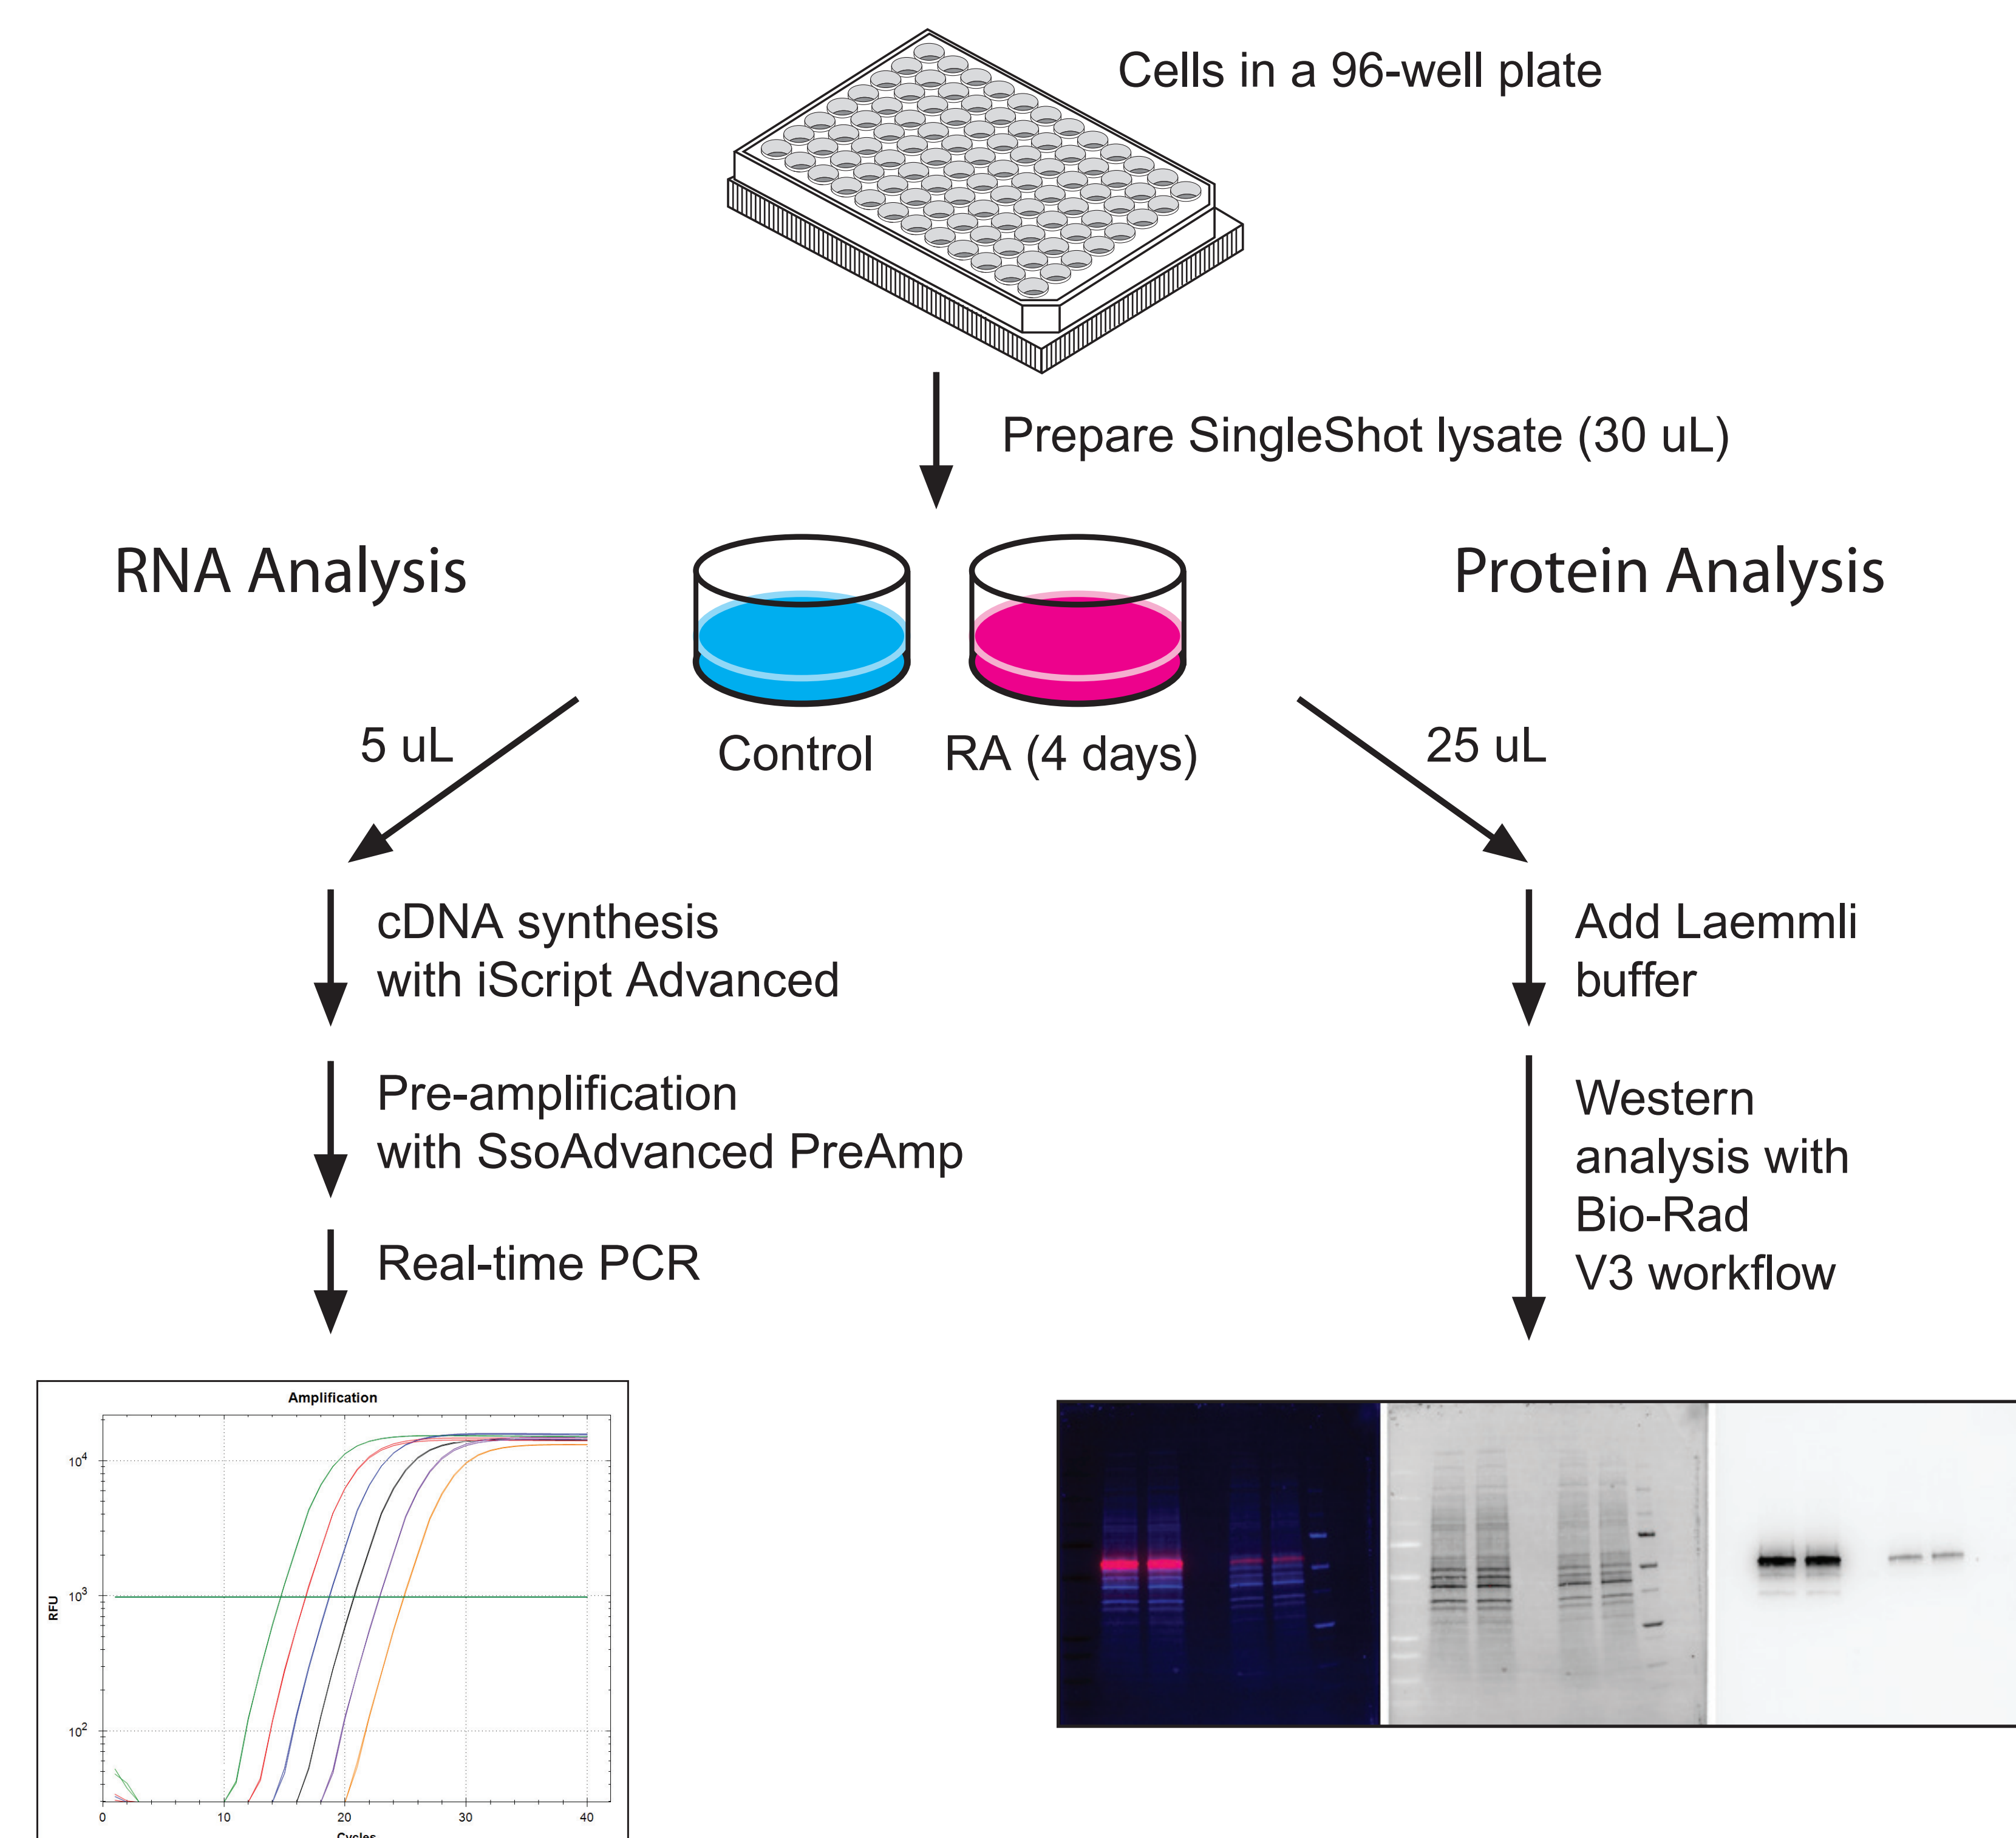 Cells in a 96-well plate
Prepare SingleShot lysate (30 uL)
RNA Analysis
Protein Analysis
Control
RA (4 days)
5 uL
25 uL
cDNA synthesis
with iScript Advanced
Pre-amplification
with SsoAdvanced PreAmp
Real-time PCR
Add Laemmli
buffer
Western
analysis with
Bio-Rad
V3 workflow
Amplification
10^4
10^3
10^2
RFU
0 10 20 30 40
Cycles